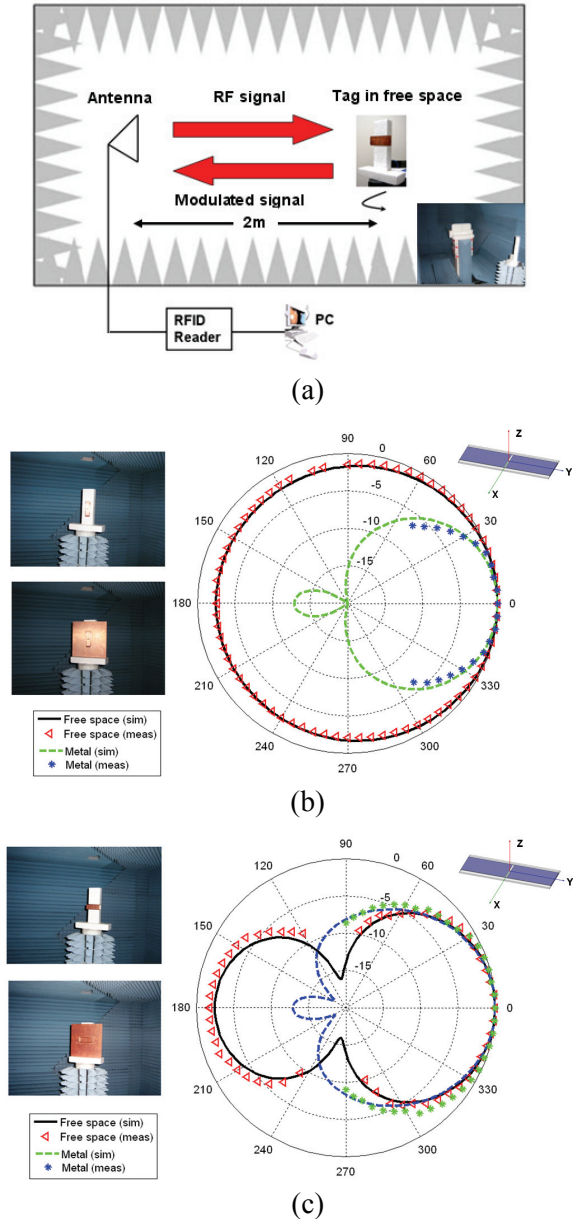 Antenna
RF signal
Tag in free space
Modulated signal
2m
RFID
Reader
PC
(a)
90
0
120
60
-5
-10
150
30
-15
180
0
210
330
240
300
270
Z
Y
X
Free space (sim)
Free space (meas)
Metal (sim)
Metal (meas)
(b)
90
0
120
60
-5
-10
150
30
-15
180
0
210
330
240
300
270
Z
Y
X
Free space (sim)
Free space (meas)
Metal (sim)
Metal (meas)
(c)